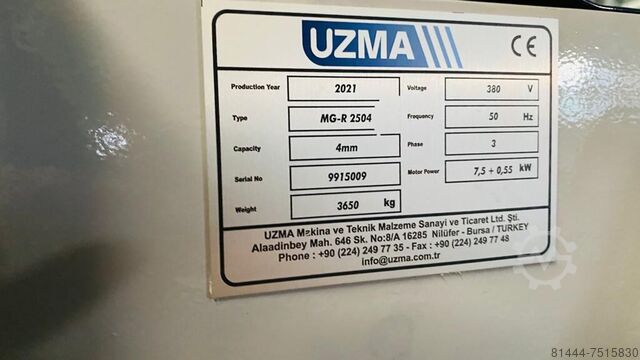 UZMA
CE
Production Year 2021 Voltage 380 V
Type MG-R 2504 Frequency 50 Hz
Capacity 4mm Phase 3
Serial No 9915009 Motor Power 7,5 + 0,55 kW
Weight 3650 kg
UZMA Makina ve Teknik Malzeme Sanayi ve Ticaret Ltd. Şti.
Alaadinbey Mah. 646 Sk. No:8/A 16285 Nilüfer - Bursa / TURKEY
Phone : +90 (224) 249 77 35 - Fax : +90 (224) 249 77 48
info@uzma.com.tr
81444-7515830